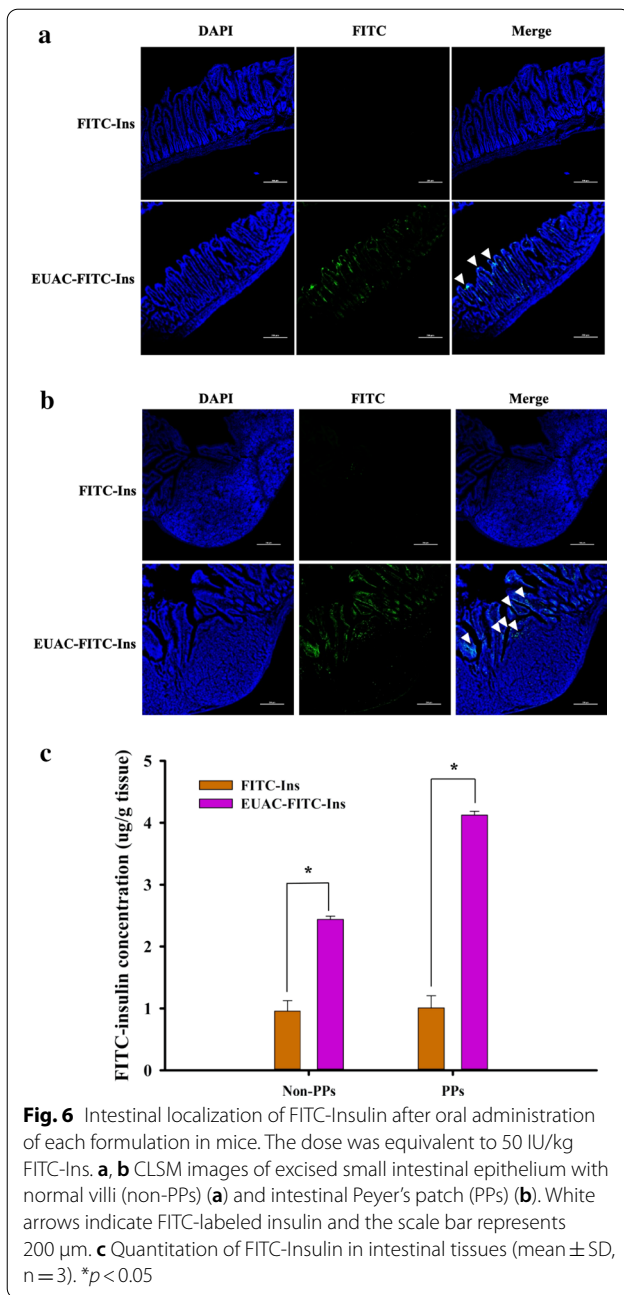 a
DAPI FITC Merge
FITC-Ins
EUAC-FITC-Ins
b
DAPI FITC Merge
FITC-Ins
EUAC-FITC-Ins
c
FITC-insulin concentration (ug/g tissue)
5
4
3
2
1
0
FITC-Ins
EUAC-FITC-Ins
*
*
Non-PPs PPs
Fig. 6 Intestinal localization of FITC-Insulin after oral administration
of each formulation in mice. The dose was equivalent to 50 IU/kg
FITC-Ins. a, b CLSM images of excised small intestinal epithelium with
normal villi (non-PPs) (a) and intestinal Peyer's patch (PPs) (b). White
arrows indicate FITC-labeled insulin and the scale bar represents
200 μm. c Quantitation of FITC-Insulin in intestinal tissues (mean ± SD,
n = 3). *p < 0.05